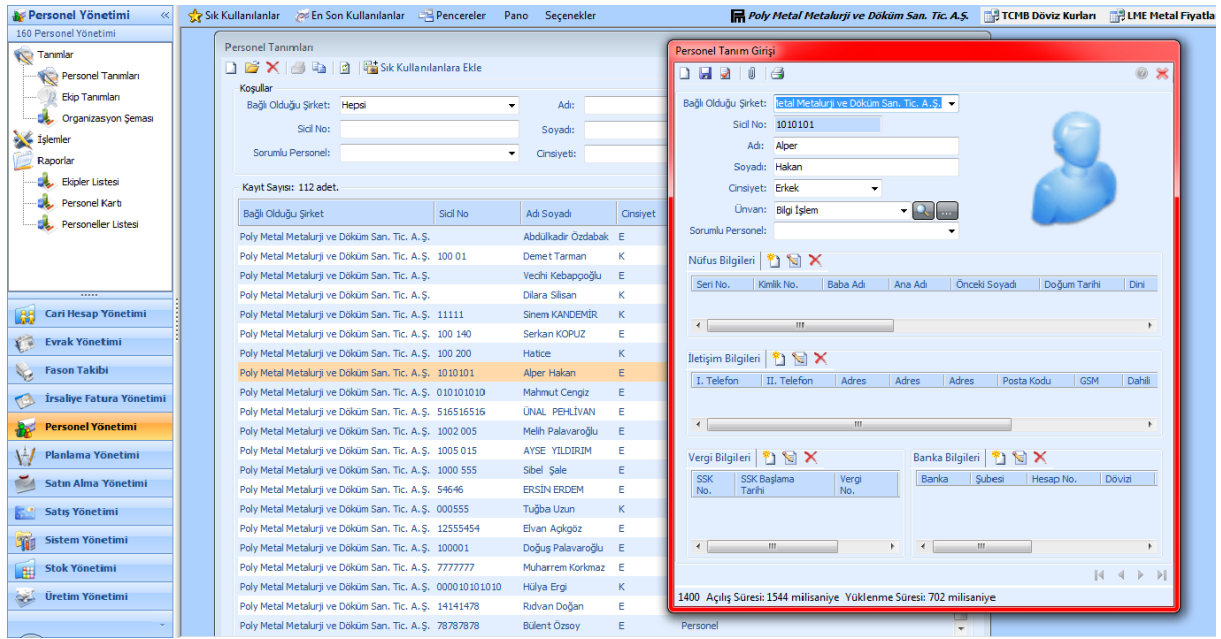 Personel Yönetimi «
Sık Kullanılanlar En Son Kullanılanlar Pencereler Pano Seçenekler
Poly Metal Metalurji ve Döküm San. Tic. A.Ş. TCMB Döviz Kurları LME Metal Fiyatla
160 Personel Yönetimi
Tanımlar
Personel Tanımları
Ekip Tanımları
Organizasyon Şeması
İşlemler
Raporlar
Ekipler Listesi
Personel Kartı
Personeller Listesi
Cari Hesap Yönetimi
Evrak Yönetimi
Fason Takibi
İrsaliye Fatura Yönetimi
Personel Yönetimi
Planlama Yönetimi
Satın Alma Yönetimi
Satış Yönetimi
Sistem Yönetimi
Stok Yönetimi
Üretim Yönetimi
Personel Tanımları
Sık Kullanılanlara Ekle
Koşullar
Bağlı Olduğu Şirket: Hepsi Adı:
Sicil No: Soyadı:
Sorumlu Personel: Cinsiyeti:
Kayıt Sayısı: 112 adet.
Bağlı Olduğu Şirket Sicil No Adı Soyadı Cinsiyet
Poly Metal Metalurji ve Döküm San. Tic. A.Ş. Abdülkadir Özdabak E
Poly Metal Metalurji ve Döküm San. Tic. A.Ş. 100 01 Demet Tarman K
Poly Metal Metalurji ve Döküm San. Tic. A.Ş. Vecihi Kebapçoğlu E
Poly Metal Metalurji ve Döküm San. Tic. A.Ş. Dilara Silisan K
Poly Metal Metalurji ve Döküm San. Tic. A.Ş. 11111 Sinem KANDEMİR K
Poly Metal Metalurji ve Döküm San. Tic. A.Ş. 100 140 Serkan KOPUZ E
Poly Metal Metalurji ve Döküm San. Tic. A.Ş. 100 200 Hatice K
Poly Metal Metalurji ve Döküm San. Tic. A.Ş. 1010101 Alper Hakan E
Poly Metal Metalurji ve Döküm San. Tic. A.Ş. 010101010 Mahmut Cengiz E
Poly Metal Metalurji ve Döküm San. Tic. A.Ş. 516516516 ÜNAL PEHLİVAN E
Poly Metal Metalurji ve Döküm San. Tic. A.Ş. 1002 005 Melih Palavaroğlu E
Poly Metal Metalurji ve Döküm San. Tic. A.Ş. 1005 015 AYSE YILDIRIM E
Poly Metal Metalurji ve Döküm San. Tic. A.Ş. 1000 555 Sibel Şale E
Poly Metal Metalurji ve Döküm San. Tic. A.Ş. 54646 ERSİN ERDEM E
Poly Metal Metalurji ve Döküm San. Tic. A.Ş. 000555 Tuğba Uzun K
Poly Metal Metalurji ve Döküm San. Tic. A.Ş. 12555454 Elvan Açıkgöz E
Poly Metal Metalurji ve Döküm San. Tic. A.Ş. 100001 Doğuş Palavaroğlu E
Poly Metal Metalurji ve Döküm San. Tic. A.Ş. 7777777 Muharrem Korkmaz E
Poly Metal Metalurji ve Döküm San. Tic. A.Ş. 000010101010 Hülya Ergi K
Poly Metal Metalurji ve Döküm San. Tic. A.Ş. 14141478 Rıdvan Doğan E
Poly Metal Metalurji ve Döküm San. Tic. A.Ş. 78787878 Bülent Özsoy E Personel
Personel Tanım Girişi
Bağlı Olduğu Şirket: Metal Metalurji ve Döküm San. Tic. A.Ş.
Sicil No: 1010101
Adı: Alper
Soyadı: Hakan
Cinsiyet: Erkek
Ünvan: Bilgi İşlem ...
Sorumlu Personel:
Nüfus Bilgileri
Seri No. Kimlik No. Baba Adı Ana Adı Önceki Soyadı Doğum Tarihi Dini
İletişim Bilgileri
I. Telefon II. Telefon Adres Adres Adres Posta Kodu GSM Dahili
Vergi Bilgileri
SSK No. SSK Başlama Tarihi Vergi No.
Banka Bilgileri
Banka Şubesi Hesap No. Dövizi
1400 Açılış Süresi: 1544 milisaniye Yüklenme Süresi: 702 milisaniye